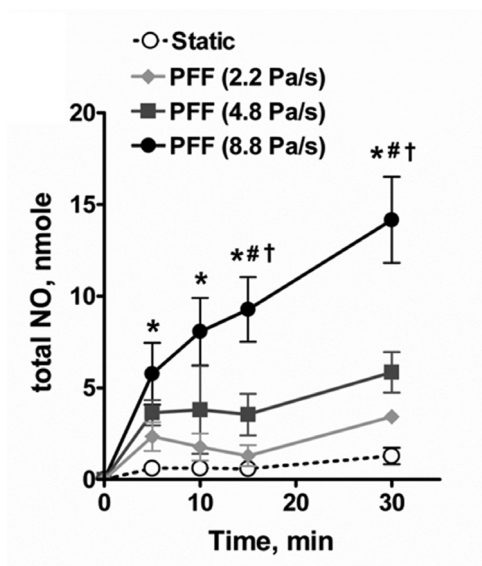 Static
PFF (2.2 Pa/s)
PFF (4.8 Pa/s)
PFF (8.8 Pa/s)
20
15
10
5
0
total NO, nmole
*
*
*#†
*#†
0 10 20 30
Time, min